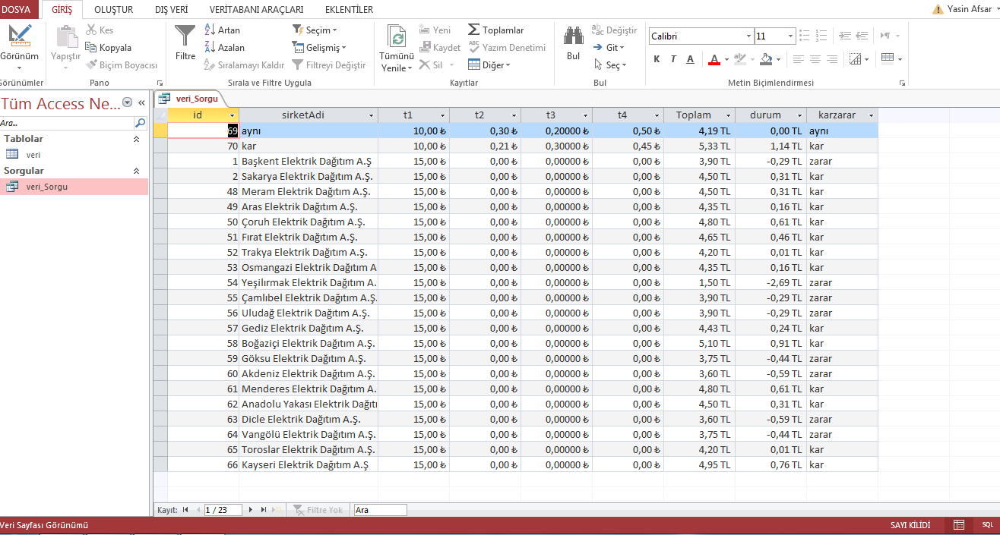 DOSYA GİRİŞ OLUŞTUR DIŞ VERİ VERİTABANI ARAÇLARI EKLENTİLER Yasin Afsar
Görünüm
Yapıştır
Kes
Kopyala
Biçim Boyacısı
Filtre
Artan
Azalan
Sıralamayı Kaldır
Seçim
Gelişmiş
Filtreyi Değiştir
Tümünü
Yenile
Yeni
Kaydet
Sil
Toplamlar
Yazım Denetimi
Diğer
Bul
Değiştir
Git
Seç
Calibri 11
K T A A
Görünümler Pano Sırala ve Filtre Uygula Kayıtlar Bul Metin Biçimlendirmesi
Tüm Access Ne... «
Ara...
Tablolar
veri
Sorgular
veri_Sorgu
veri_Sorgu
id sirketAdi t1 t2 t3 t4 Toplam durum karzarar
69 aynı 10,00 ₺ 0,30 ₺ 0,20000 ₺ 0,50 ₺ 4,19 TL 0,00 TL aynı
70 kar 10,00 ₺ 0,21 ₺ 0,30000 ₺ 0,45 ₺ 5,33 TL 1,14 TL kar
1 Başkent Elektrik Dağıtım A.Ş 15,00 ₺ 0,00 ₺ 0,00000 ₺ 0,00 ₺ 3,90 TL -0,29 TL zarar
2 Sakarya Elektrik Dağıtım A.Ş. 15,00 ₺ 0,00 ₺ 0,00000 ₺ 0,00 ₺ 4,50 TL 0,31 TL kar
48 Meram Elektrik Dağıtım A.Ş. 15,00 ₺ 0,00 ₺ 0,00000 ₺ 0,00 ₺ 4,50 TL 0,31 TL kar
49 Aras Elektrik Dağıtım A.Ş. 15,00 ₺ 0,00 ₺ 0,00000 ₺ 0,00 ₺ 4,35 TL 0,16 TL kar
50 Çoruh Elektrik Dağıtım A.Ş. 15,00 ₺ 0,00 ₺ 0,00000 ₺ 0,00 ₺ 4,80 TL 0,61 TL kar
51 Fırat Elektrik Dağıtım A.Ş. 15,00 ₺ 0,00 ₺ 0,00000 ₺ 0,00 ₺ 4,65 TL 0,46 TL kar
52 Trakya Elektrik Dağıtım A.Ş. 15,00 ₺ 0,00 ₺ 0,00000 ₺ 0,00 ₺ 4,20 TL 0,01 TL kar
53 Osmangazi Elektrik Dağıtım A 15,00 ₺ 0,00 ₺ 0,00000 ₺ 0,00 ₺ 4,35 TL 0,16 TL kar
54 Yeşilırmak Elektrik Dağıtım A. 15,00 ₺ 0,00 ₺ 0,00000 ₺ 0,00 ₺ 1,50 TL -2,69 TL zarar
55 Çamlıbel Elektrik Dağıtım A.Ş. 15,00 ₺ 0,00 ₺ 0,00000 ₺ 0,00 ₺ 3,90 TL -0,29 TL zarar
56 Uludağ Elektrik Dağıtım A.Ş. 15,00 ₺ 0,00 ₺ 0,00000 ₺ 0,00 ₺ 3,90 TL -0,29 TL zarar
57 Gediz Elektrik Dağıtım A.Ş. 15,00 ₺ 0,00 ₺ 0,00000 ₺ 0,00 ₺ 4,43 TL 0,24 TL kar
58 Boğaziçi Elektrik Dağıtım A.Ş. 15,00 ₺ 0,00 ₺ 0,00000 ₺ 0,00 ₺ 5,10 TL 0,91 TL kar
59 Göksu Elektrik Dağıtım A.Ş. 15,00 ₺ 0,00 ₺ 0,00000 ₺ 0,00 ₺ 3,75 TL -0,44 TL zarar
60 Akdeniz Elektrik Dağıtım A.Ş. 15,00 ₺ 0,00 ₺ 0,00000 ₺ 0,00 ₺ 3,60 TL -0,59 TL zarar
61 Menderes Elektrik Dağıtım A. 15,00 ₺ 0,00 ₺ 0,00000 ₺ 0,00 ₺ 4,80 TL 0,61 TL kar
62 Anadolu Yakası Elektrik Dağıtı 15,00 ₺ 0,00 ₺ 0,00000 ₺ 0,00 ₺ 4,50 TL 0,31 TL kar
63 Dicle Elektrik Dağıtım A.Ş. 15,00 ₺ 0,00 ₺ 0,00000 ₺ 0,00 ₺ 3,60 TL -0,59 TL zarar
64 Vangölü Elektrik Dağıtım A.Ş. 15,00 ₺ 0,00 ₺ 0,00000 ₺ 0,00 ₺ 3,75 TL -0,44 TL zarar
65 Toroslar Elektrik Dağıtım A.Ş. 15,00 ₺ 0,00 ₺ 0,00000 ₺ 0,00 ₺ 4,20 TL 0,01 TL kar
66 Kayseri Elektrik Dağıtım A.Ş 15,00 ₺ 0,00 ₺ 0,00000 ₺ 0,00 ₺ 4,95 TL 0,76 TL kar
Kayıt: 1 / 23 Filtre Yok Ara
Veri Sayfası Görünümü SAYI KİLİDİ SQL